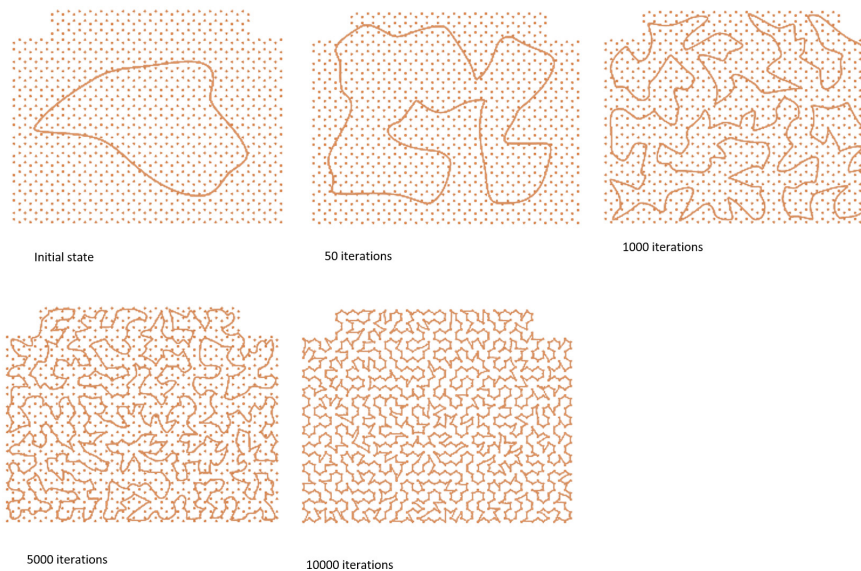 Initial state
50 iterations
1000 iterations
5000 iterations
10000 iterations